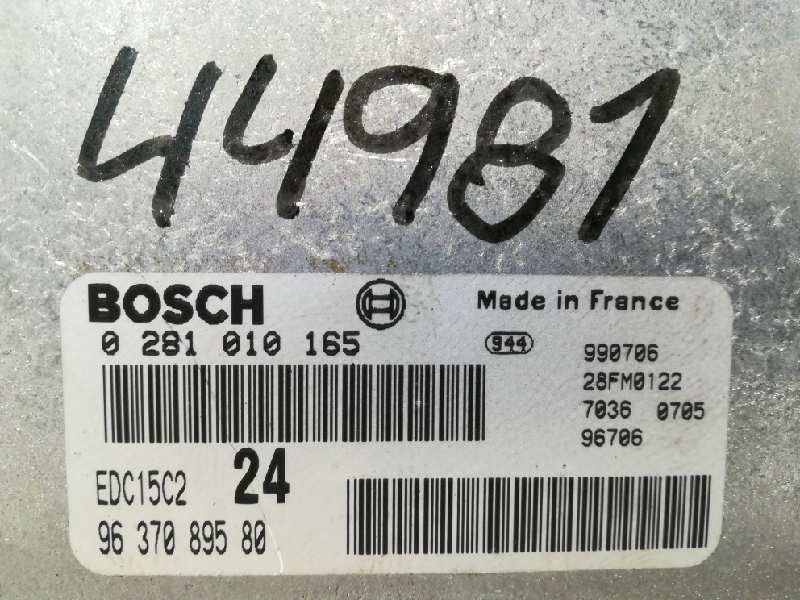 44981
BOSCH Made in France
0 281 010 165 944 990706
28FM0122
7036 0705
96706
EDC15C2 24
96 370 895 80